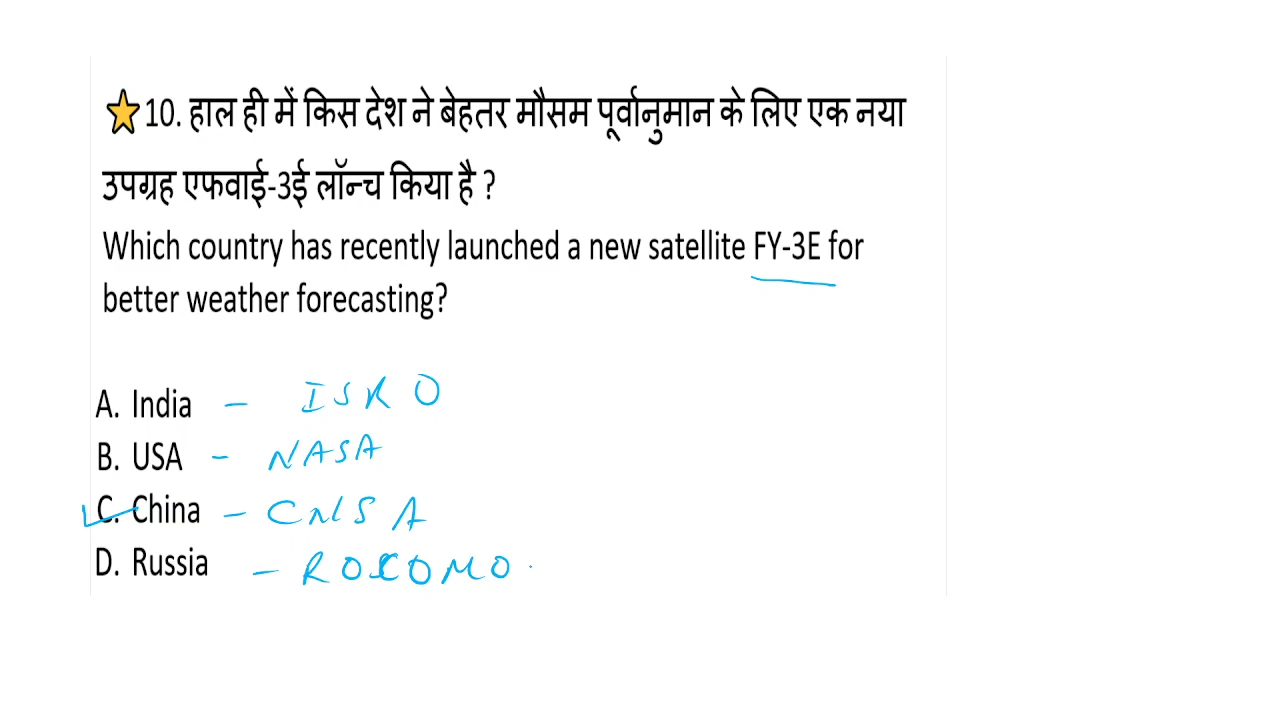 10. हाल ही में किस देश ने बेहतर मौसम पूर्वानुमान के लिए एक नया
उपग्रह एफवाई-3ई लॉन्च किया है ?
Which country has recently launched a new satellite FY-3E for
better weather forecasting?
A. India - ISRO
B. USA - NASA
C. China - CNSA
D. Russia - ROSCOMO